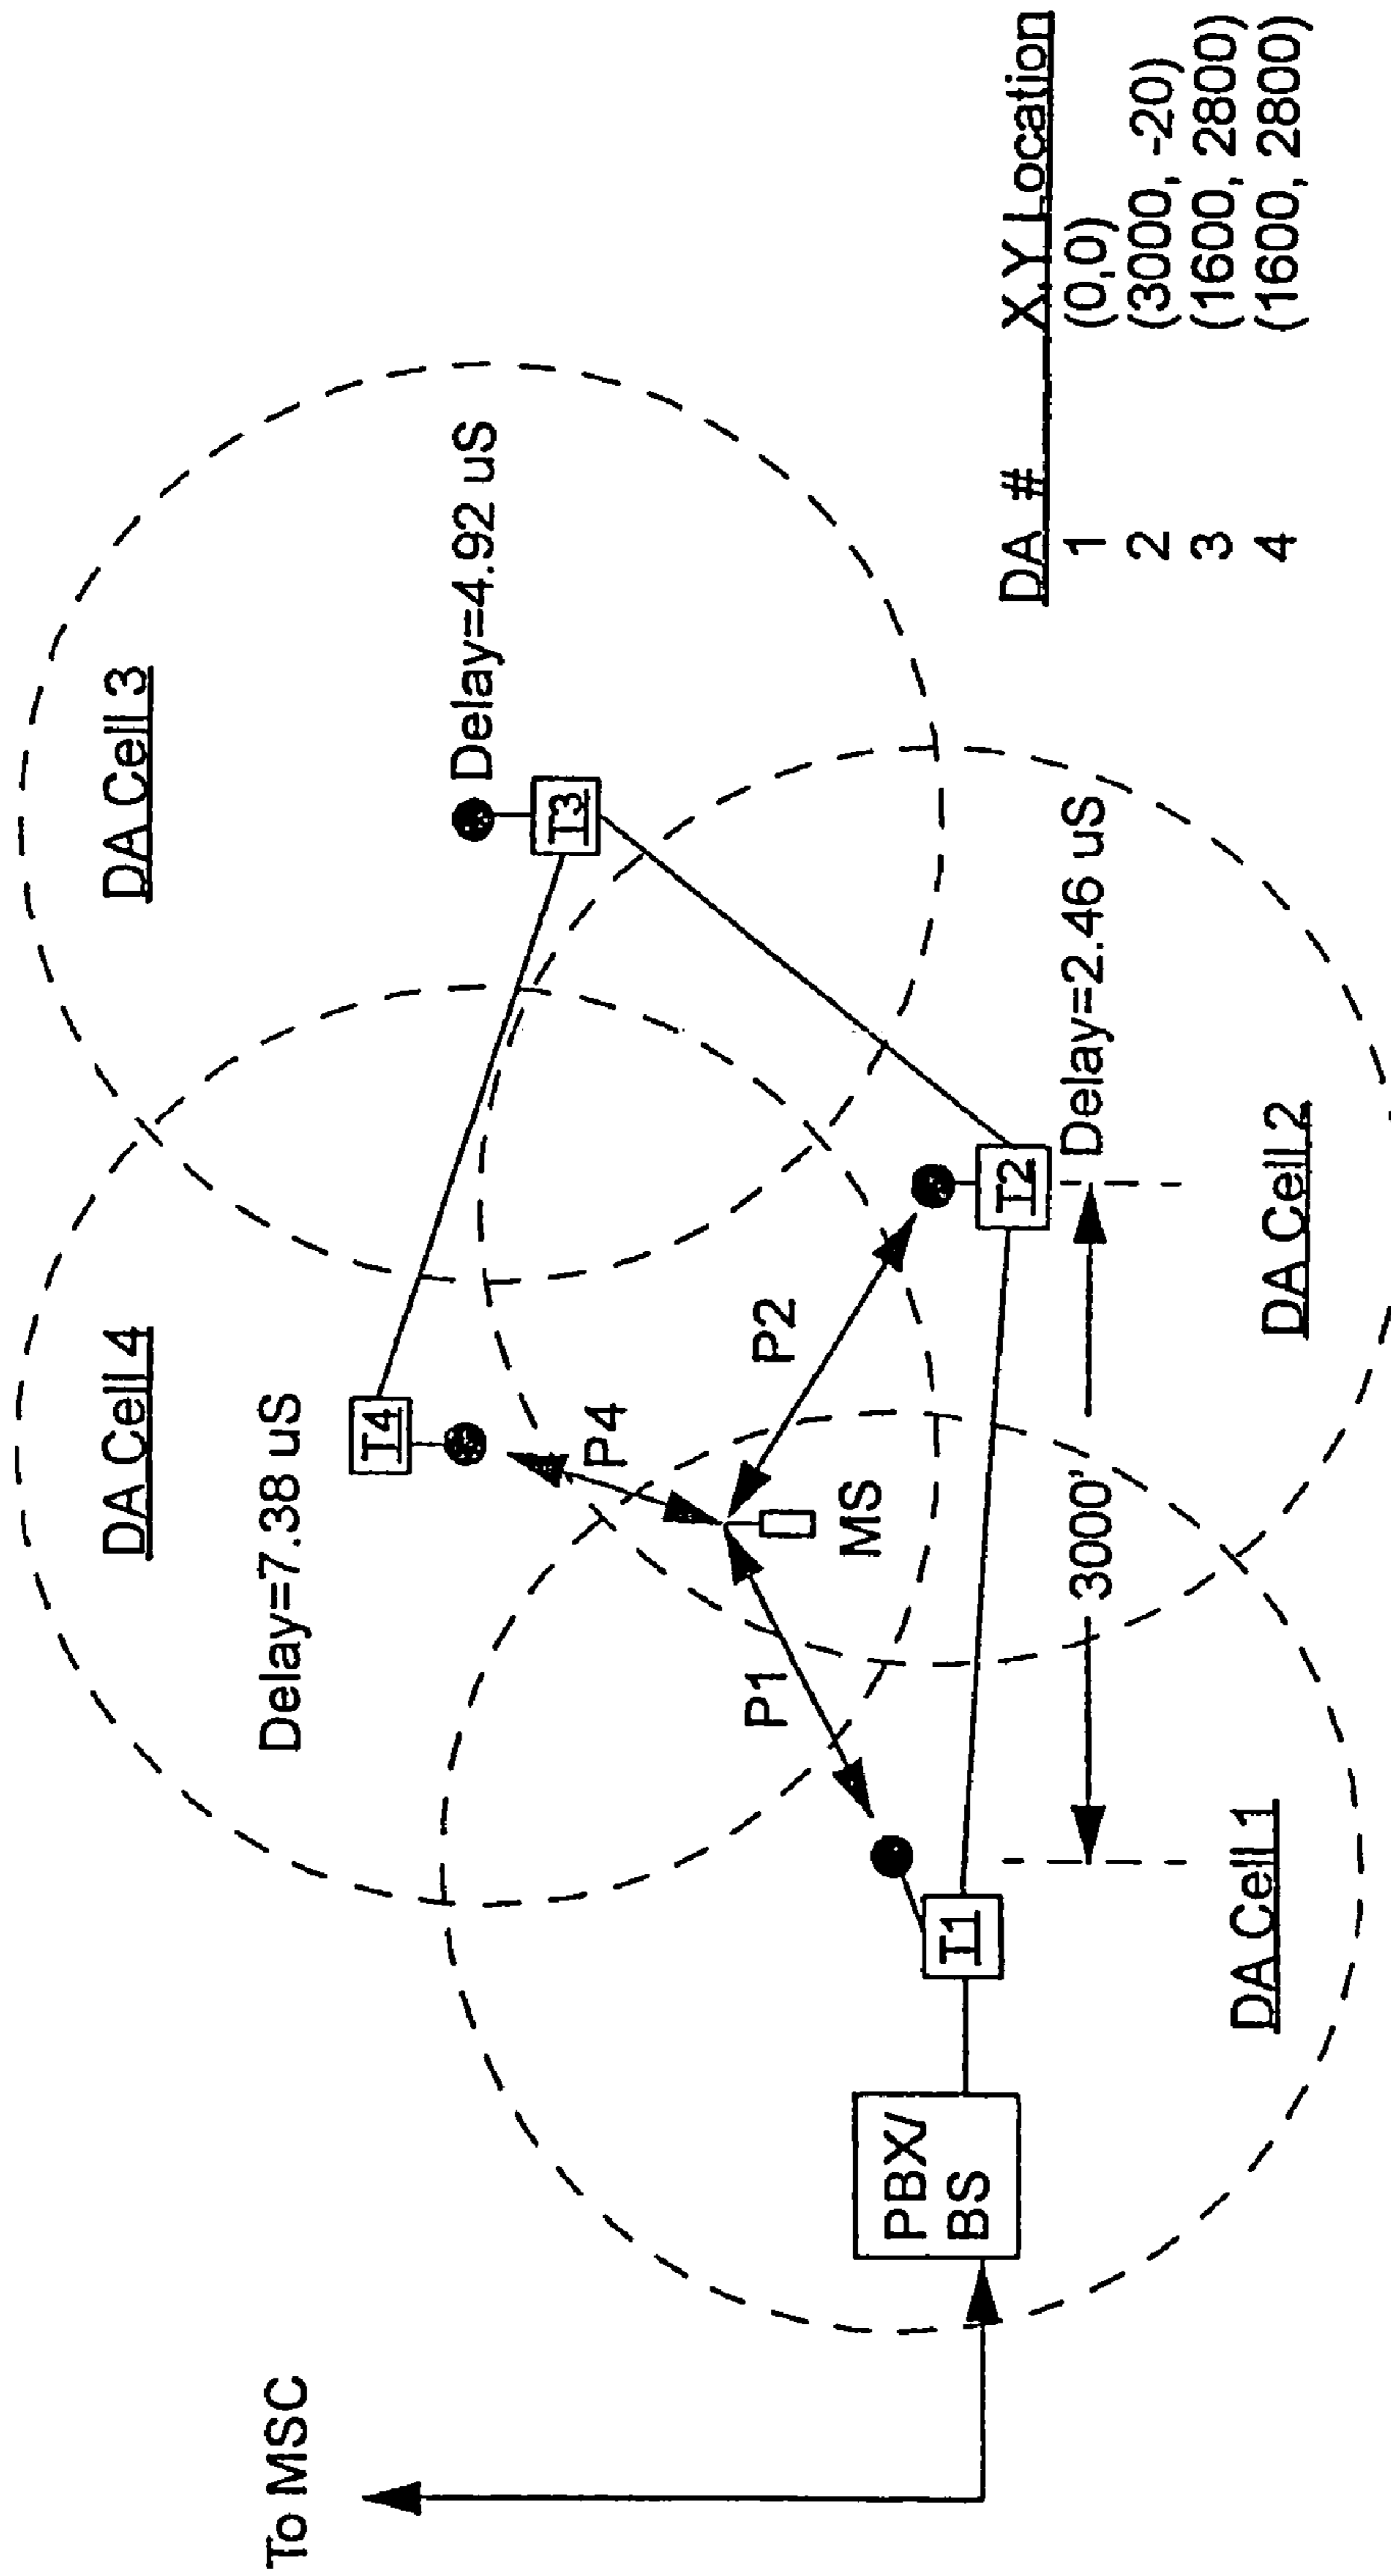 To MSC
PBX/
BS
DA Cell 4
DA Cell 3
Delay=7.38 uS
T4
Delay=4.92 uS
T3
P4
P1
P2
MS
T1
T2
3000'
Delay=2.46 uS
DA Cell 1
DA Cell 2
DA # X,Y Location
1 (0,0)
2 (3000, -20)
3 (1600, 2800)
4 (1600, 2800)